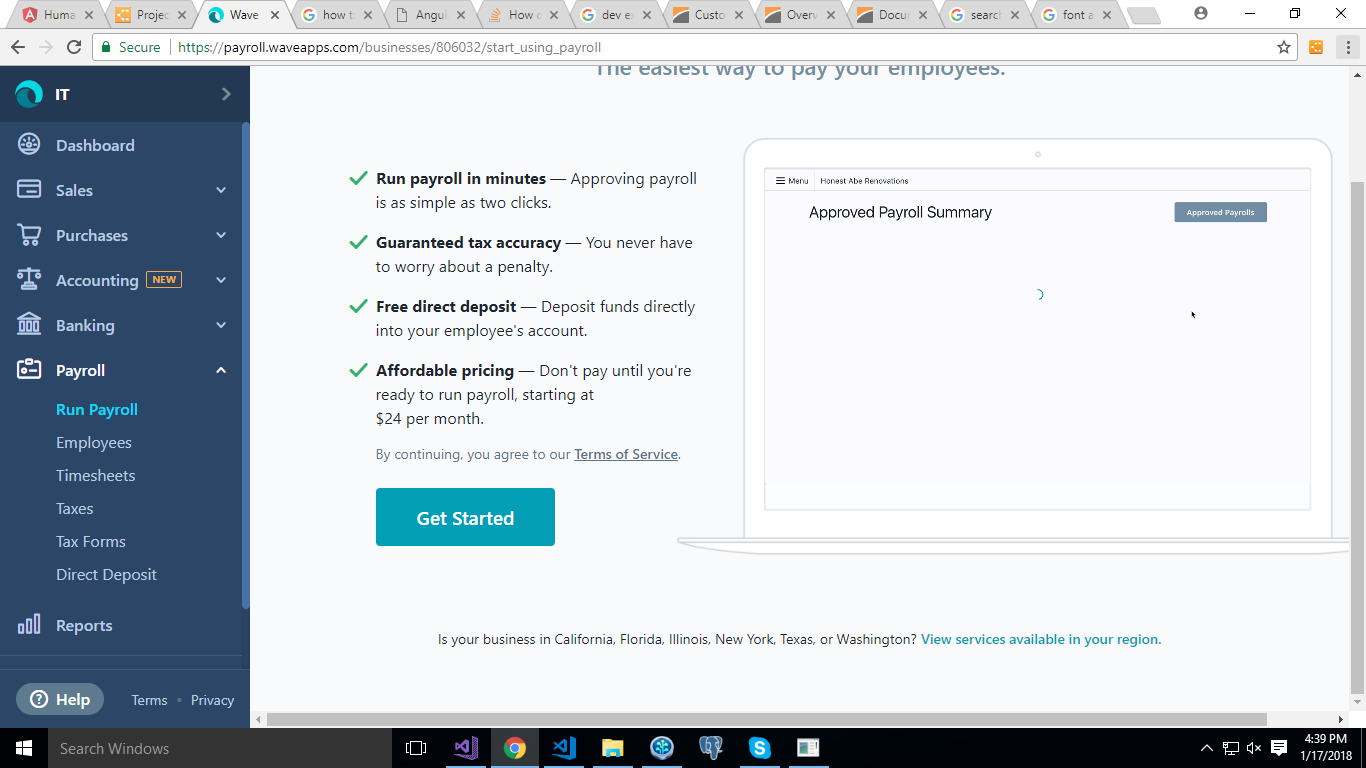 Huma
Projec
Wave
how t
Angul
How c
dev ex
Custo
Overv
Docum
search
font a
Secure
https://payroll.waveapps.com/businesses/806032/start_using_payroll
IT
Dashboard
Sales
Purchases
Accounting NEW
Banking
Payroll
Run Payroll
Employees
Timesheets
Taxes
Tax Forms
Direct Deposit
Reports
Help
Terms
Privacy
The easiest way to pay your employees.
Run payroll in minutes — Approving payroll
is as simple as two clicks.
Guaranteed tax accuracy — You never have
to worry about a penalty.
Free direct deposit — Deposit funds directly
into your employee's account.
Affordable pricing — Don't pay until you're
ready to run payroll, starting at
$24 per month.
By continuing, you agree to our Terms of Service.
Get Started
Menu
Honest Abe Renovations
Approved Payroll Summary
Approved Payrolls
Is your business in California, Florida, Illinois, New York, Texas, or Washington? View services available in your region.
Search Windows
4:39 PM
1/17/2018